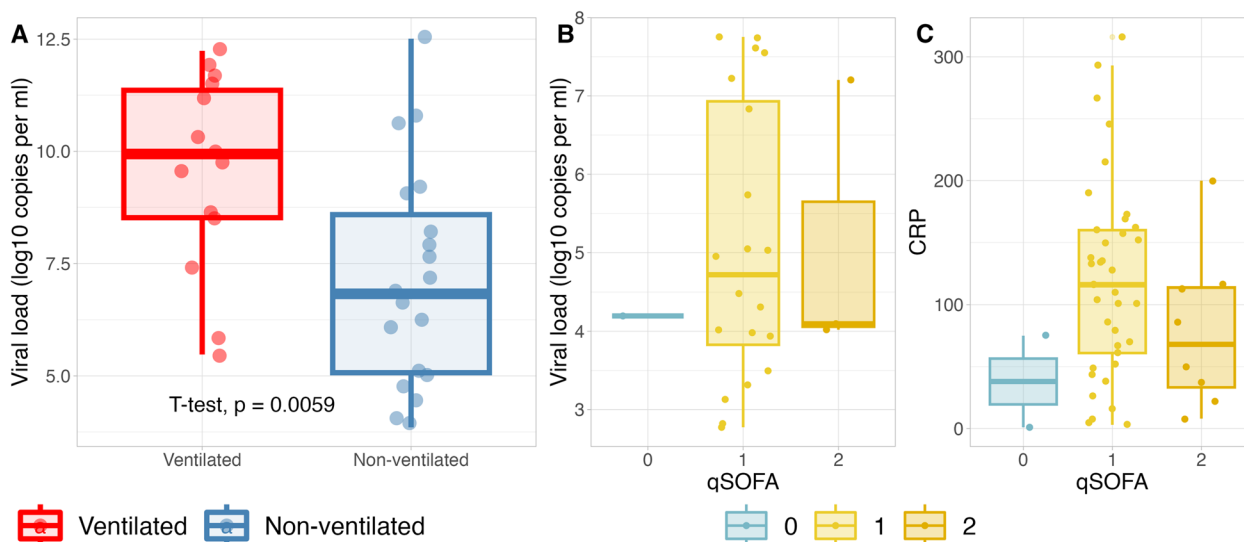 A
Viral load (log10 copies per ml)
12.5
10.0
7.5
5.0
T-test, p = 0.0059
Ventilated
Non-ventilated
a Ventilated
a Non-ventilated
B
Viral load (log10 copies per ml)
8
7
6
5
4
3
0
1
2
qSOFA
C
CRP
300
200
100
0
0
1
2
qSOFA
0
1
2